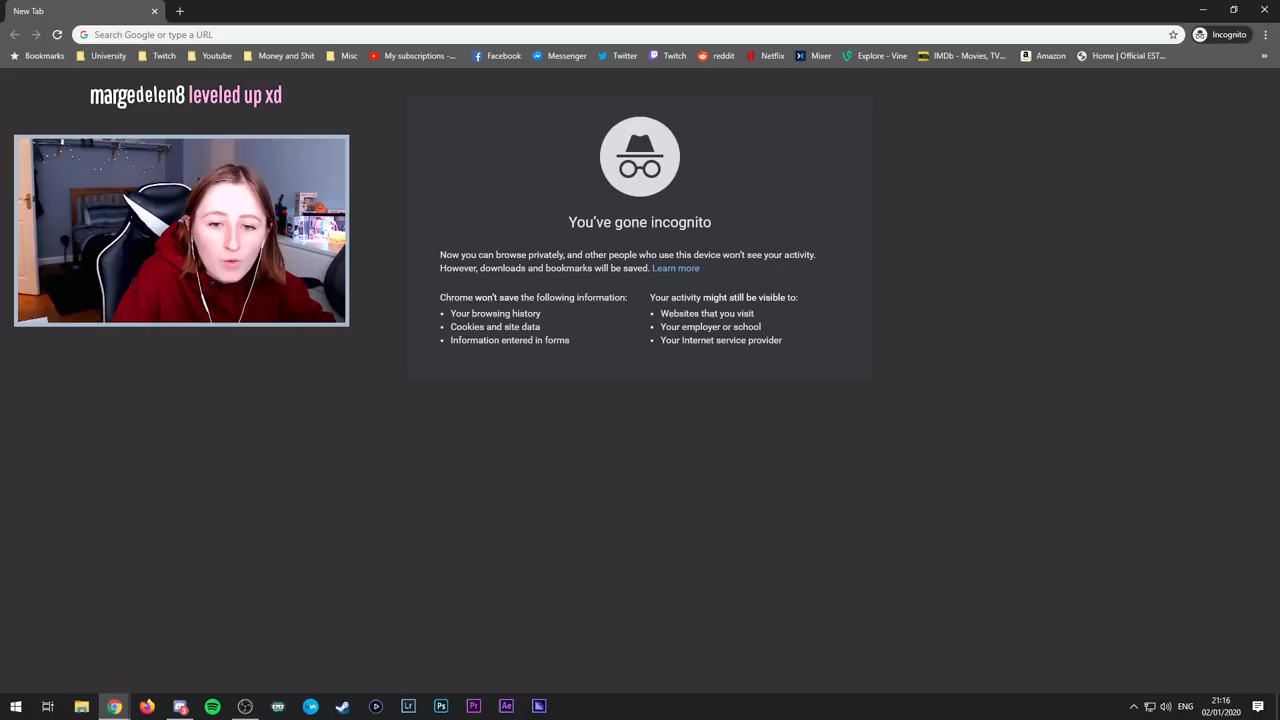 New Tab
Search Google or type a URL
Incognito
Bookmarks University Twitch Youtube Money and Shit Misc My subscriptions -... Facebook Messenger Twitter Twitch reddit Netflix Mixer Explore - Vine IMDb - Movies, TV... Amazon Home | Official EST... »
margedelen8 leveled up xd
You've gone incognito
Now you can browse privately, and other people who use this device won't see your activity.
However, downloads and bookmarks will be saved. Learn more
Chrome won't save the following information:
• Your browsing history
• Cookies and site data
• Information entered in forms
Your activity might still be visible to:
• Websites that you visit
• Your employer or school
• Your Internet service provider
Lr Ps Pr Ae
ENG
21:16
02/01/2020